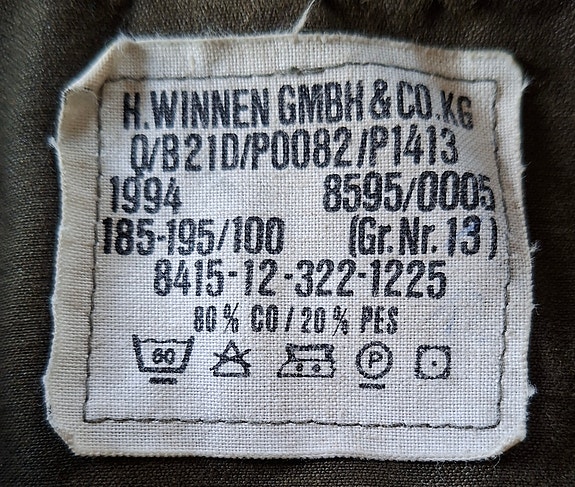 H.WINNEN GMBH & CO.KG
Q/B21D/P0082/P1413
1994 8595/0005
185-195/100 (Gr.Nr. 13)
8415-12-322-1225
80% CO / 20% PES
60 P